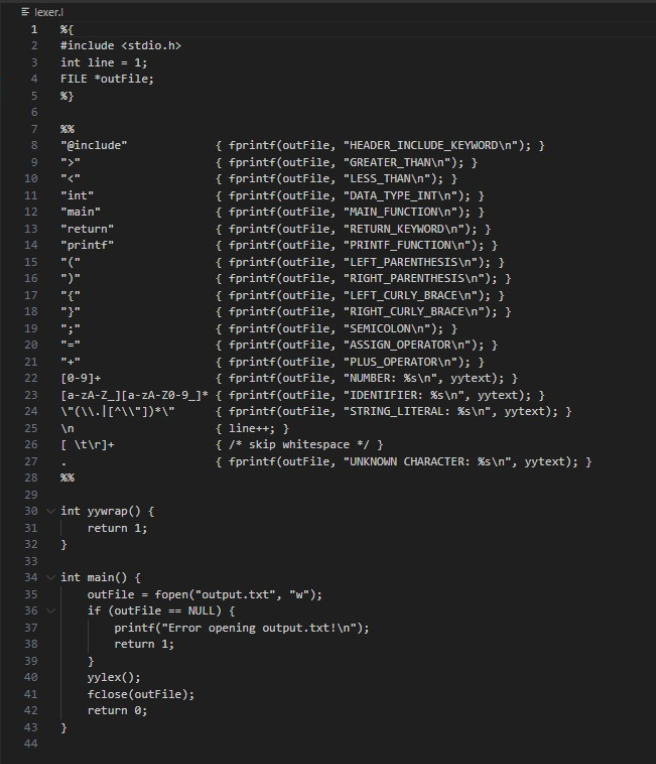 lexer.l
1 %{
2 #include <stdio.h>
3 int line = 1;
4 FILE *outFile;
5 %}
6
7 %%
8 "@include" { fprintf(outFile, "HEADER_INCLUDE_KEYWORD\n"); }
9 ">" { fprintf(outFile, "GREATER_THAN\n"); }
10 "<" { fprintf(outFile, "LESS_THAN\n"); }
11 "int" { fprintf(outFile, "DATA_TYPE_INT\n"); }
12 "main" { fprintf(outFile, "MAIN_FUNCTION\n"); }
13 "return" { fprintf(outFile, "RETURN_KEYWORD\n"); }
14 "printf" { fprintf(outFile, "PRINTF_FUNCTION\n"); }
15 "(" { fprintf(outFile, "LEFT_PARENTHESIS\n"); }
16 ")" { fprintf(outFile, "RIGHT_PARENTHESIS\n"); }
17 "{" { fprintf(outFile, "LEFT_CURLY_BRACE\n"); }
18 "}" { fprintf(outFile, "RIGHT_CURLY_BRACE\n"); }
19 ";" { fprintf(outFile, "SEMICOLON\n"); }
20 "=" { fprintf(outFile, "ASSIGN_OPERATOR\n"); }
21 "+" { fprintf(outFile, "PLUS_OPERATOR\n"); }
22 [0-9]+ { fprintf(outFile, "NUMBER: %s\n", yytext); }
23 [a-zA-Z_][a-zA-Z0-9_]* { fprintf(outFile, "IDENTIFIER: %s\n", yytext); }
24 \"(\\.|[^\\"])*\" { fprintf(outFile, "STRING_LITERAL: %s\n", yytext); }
25 \n { line++; }
26 [ \t\r]+ { /* skip whitespace */ }
27 . { fprintf(outFile, "UNKNOWN CHARACTER: %s\n", yytext); }
28 %%
29
30 int yywrap() {
31 return 1;
32 }
33
34 int main() {
35 outFile = fopen("output.txt", "w");
36 if (outFile == NULL) {
37 printf("Error opening output.txt!\n");
38 return 1;
39 }
40 yylex();
41 fclose(outFile);
42 return 0;
43 }
44